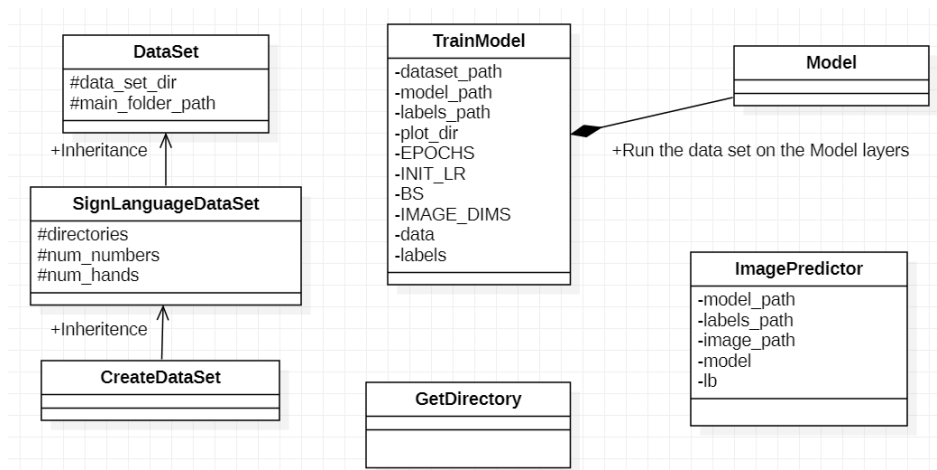 DataSet
#data_set_dir
#main_folder_path
+Inheritance
SignLanguageDataSet
#directories
#num_numbers
#num_hands
+Inheritence
CreateDataSet
TrainModel
-dataset_path
-model_path
-labels_path
-plot_dir
-EPOCHS
-INIT_LR
-BS
-IMAGE_DIMS
-data
-labels
GetDirectory
Model
+Run the data set on the Model layers
ImagePredictor
-model_path
-labels_path
-image_path
-model
-lb